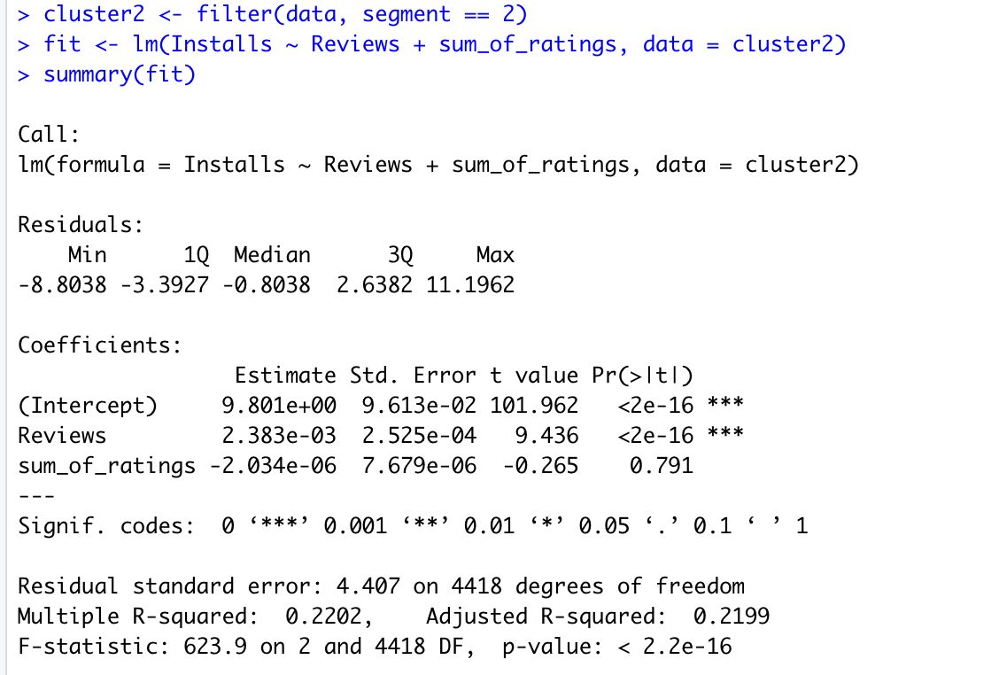 > cluster2 <- filter(data, segment == 2)
> fit <- lm(Installs ~ Reviews + sum_of_ratings, data = cluster2)
> summary(fit)

Call:
lm(formula = Installs ~ Reviews + sum_of_ratings, data = cluster2)

Residuals:
    Min      1Q  Median      3Q     Max
-8.8038 -3.3927 -0.8038  2.6382 11.1962

Coefficients:
                 Estimate Std. Error t value Pr(>|t|)
(Intercept)     9.801e+00  9.613e-02 101.962   <2e-16 ***
Reviews         2.383e-03  2.525e-04   9.436   <2e-16 ***
sum_of_ratings -2.034e-06  7.679e-06  -0.265    0.791
---
Signif. codes:  0 ‘***’ 0.001 ‘**’ 0.01 ‘*’ 0.05 ‘.’ 0.1 ‘ ’ 1

Residual standard error: 4.407 on 4418 degrees of freedom
Multiple R-squared:  0.2202,    Adjusted R-squared:  0.2199
F-statistic: 623.9 on 2 and 4418 DF,  p-value: < 2.2e-16